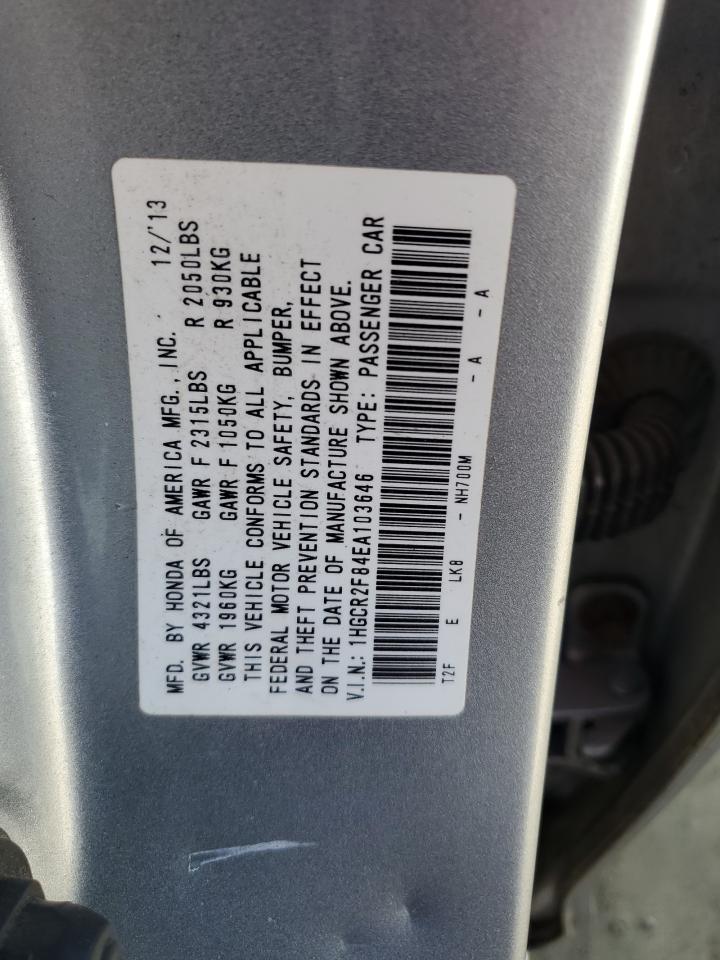 MFD. BY HONDA OF AMERICA MFG., INC. 12/'13
GVWR 4321LBS GAWR F 2315LBS R 2050LBS
GVWR 1960KG GAWR F 1050KG R 930KG
THIS VEHICLE CONFORMS TO ALL APPLICABLE
FEDERAL MOTOR VEHICLE SAFETY, BUMPER,
AND THEFT PREVENTION STANDARDS IN EFFECT
ON THE DATE OF MANUFACTURE SHOWN ABOVE.
V.I.N.: 1HGCR2F84EA103646 TYPE: PASSENGER CAR
T2F E LK8 - NH700M - A - A